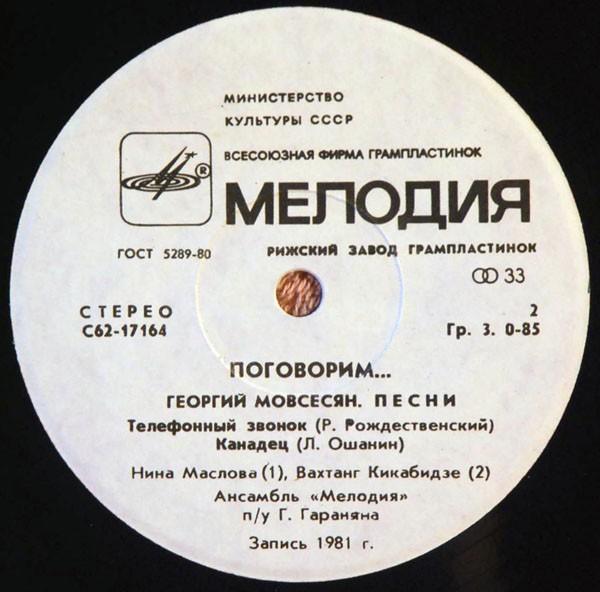 МИНИСТЕРСТВО
КУЛЬТУРЫ СССР
ВСЕСОЮЗНАЯ ФИРМА ГРАМПЛАСТИНОК
®
МЕЛОДИЯ
ГОСТ 5289-80
РИЖСКИЙ ЗАВОД ГРАМПЛАСТИНОК
33
СТЕРЕО
С62-17164
2
Гр. 3. 0-85
ПОГОВОРИМ...
ГЕОРГИЙ МОВСЕСЯН. ПЕСНИ
Телефонный звонок (Р. Рождественский)
Канадец (Л. Ошанин)
Нина Маслова (1), Вахтанг Кикабидзе (2)
Ансамбль «Мелодия»
п/у Г. Гараняна
Запись 1981 г.